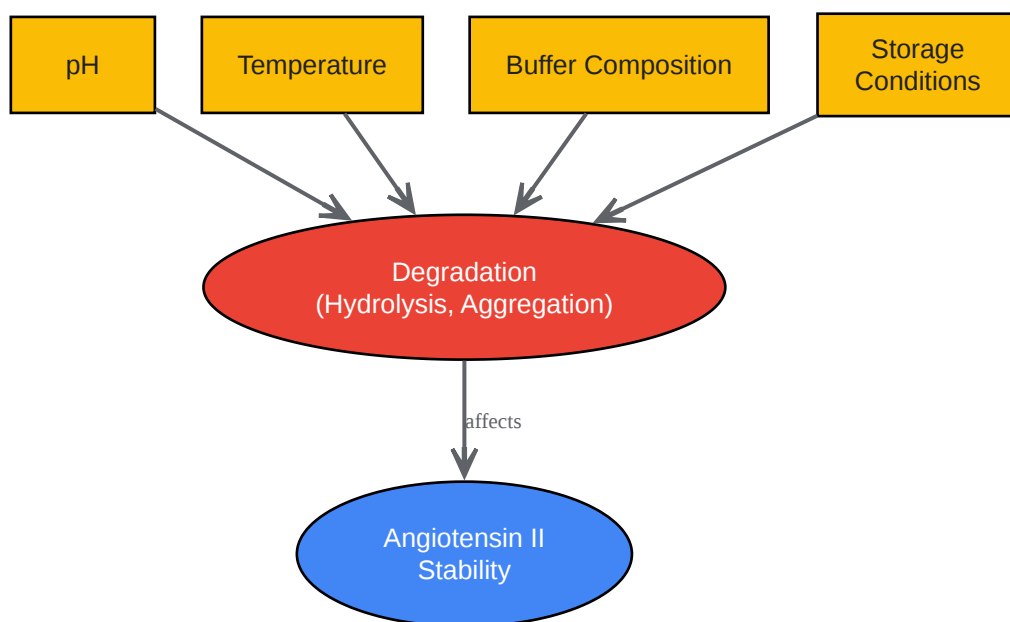 pH
Temperature
Buffer Composition
Storage
Conditions
Degradation
(Hydrolysis, Aggregation)
affects
Angiotensin II
Stability